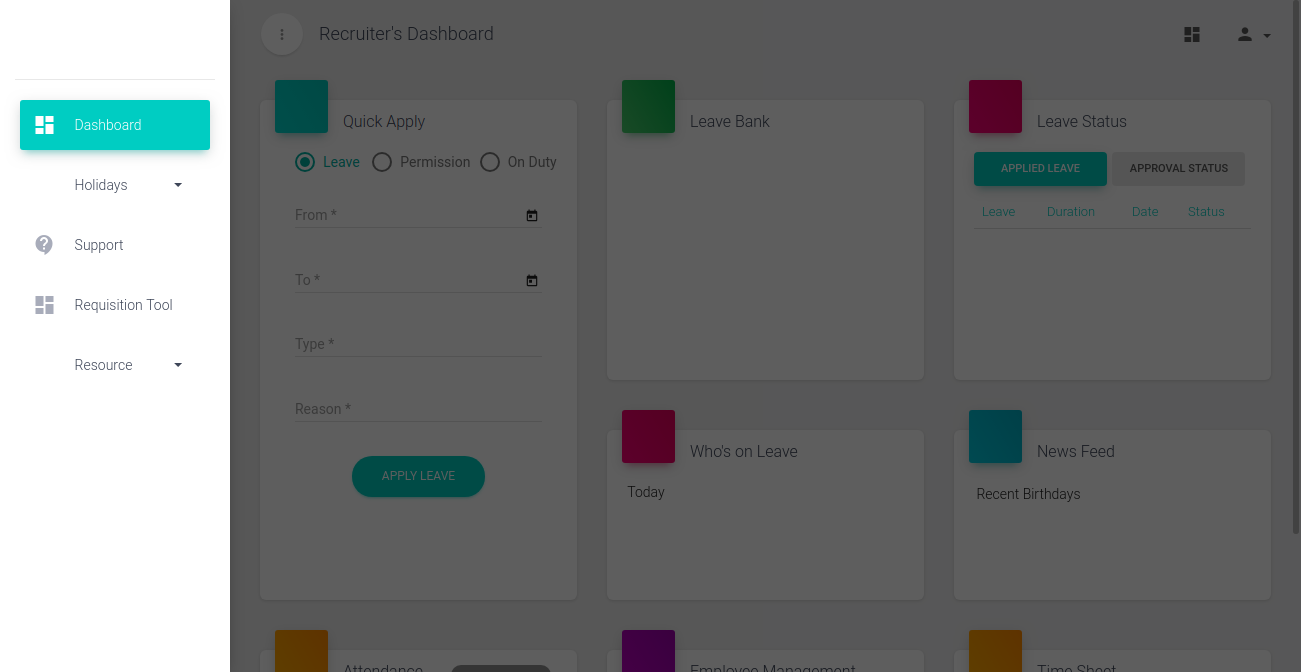 Recruiter's Dashboard
Dashboard
Holidays
Support
Requisition Tool
Resource
Quick Apply
Leave Permission On Duty
From *
To *
Type *
Reason *
APPLY LEAVE
Leave Bank
Leave Status
APPLIED LEAVE APPROVAL STATUS
Leave Duration Date Status
Who's on Leave
Today
News Feed
Recent Birthdays
Attendance
Employee Management
Time Sheet